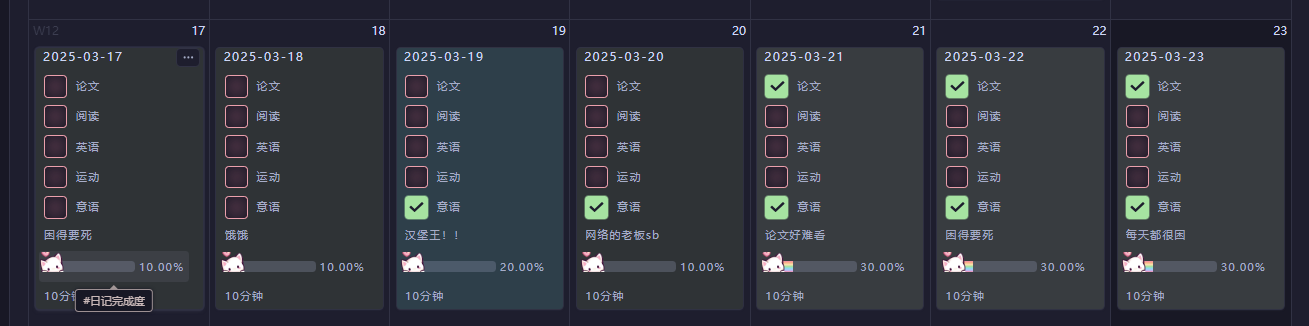 W12
17
2025-03-17
论文
阅读
英语
运动
意语
困得要死
10.00%
10分钟
#日记完成度
18
2025-03-18
论文
阅读
英语
运动
意语
饿饿
10.00%
10分钟
19
2025-03-19
论文
阅读
英语
运动
意语
汉堡王！！
20.00%
10分钟
20
2025-03-20
论文
阅读
英语
运动
意语
网络的老板sb
10.00%
10分钟
21
2025-03-21
论文
阅读
英语
运动
意语
论文好难看
30.00%
10分钟
22
2025-03-22
论文
阅读
英语
运动
意语
困得要死
30.00%
10分钟
23
2025-03-23
论文
阅读
英语
运动
意语
每天都很困
30.00%
10分钟